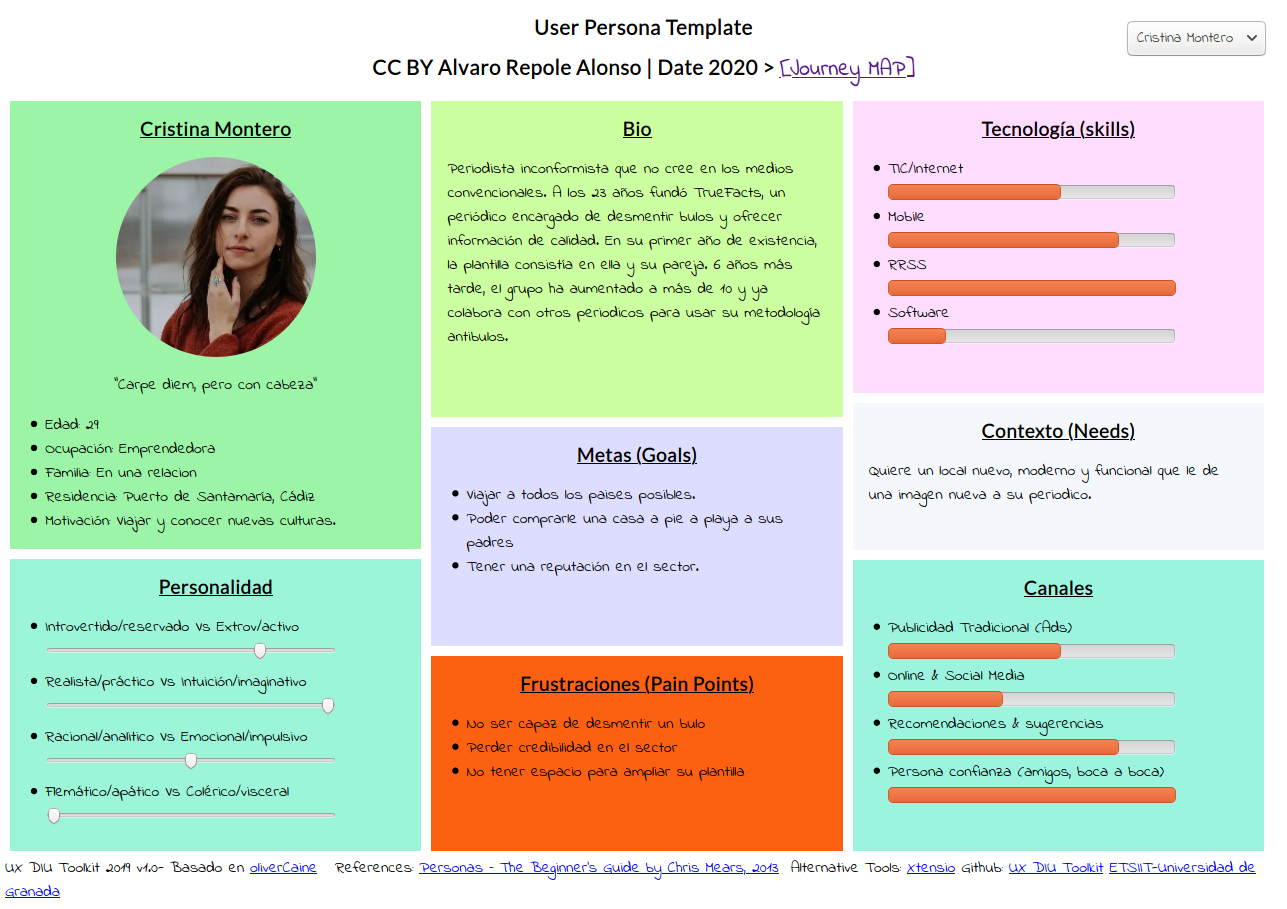 User Persona Template
Cristina Montero
CC BY Alvaro Repole Alonso | Date 2020 > [Journey MAP]
Cristina Montero
"Carpe diem, pero con cabeza"
Edad: 29
Ocupación: Emprendedora
Familia: En una relacion
Residencia: Puerto de Santamaría, Cádiz
Motivación: Viajar y conocer nuevas culturas.
Personalidad
Introvertido/reservado Vs Extrov/activo
Realista/práctico Vs Intuición/imaginativo
Racional/analitico Vs Emocional/impulsivo
Flemático/apático Vs Colérico/visceral
Bio
Periodista inconformista que no cree en los medios
convencionales. A los 23 años fundó TrueFacts, un
periódico encargado de desmentir bulos y ofrecer
información de calidad. En su primer año de existencia,
la plantilla consistía en ella y su pareja. 6 años más
tarde, el grupo ha aumentado a más de 10 y ya
colabora con otros periodicos para usar su metodología
antibulos.
Metas (Goals)
Viajar a todos los paises posibles.
Poder comprarle una casa a pie a playa a sus
padres
Tener una reputación en el sector.
Frustraciones (Pain Points)
No ser capaz de desmentir un bulo
Perder credibilidad en el sector
No tener espacio para ampliar su plantilla
Tecnología (skills)
TIC/Internet
Mobile
RRSS
Software
Contexto (Needs)
Quiere un local nuevo, moderno y funcional que le de
una imagen nueva a su periodico.
Canales
Publicidad Tradicional (Ads)
Online & Social Media
Recomendaciones & sugerencias
Persona confianza (amigos, boca a boca)
UX DIU Toolkit 2019 v1.0- Basado en oliverCaine References: Personas - The Beginner's Guide by Chris Mears, 2013 Alternative Tools: Xtensio Github: UX DIU Toolkit ETSIIT-Universidad de
Granada